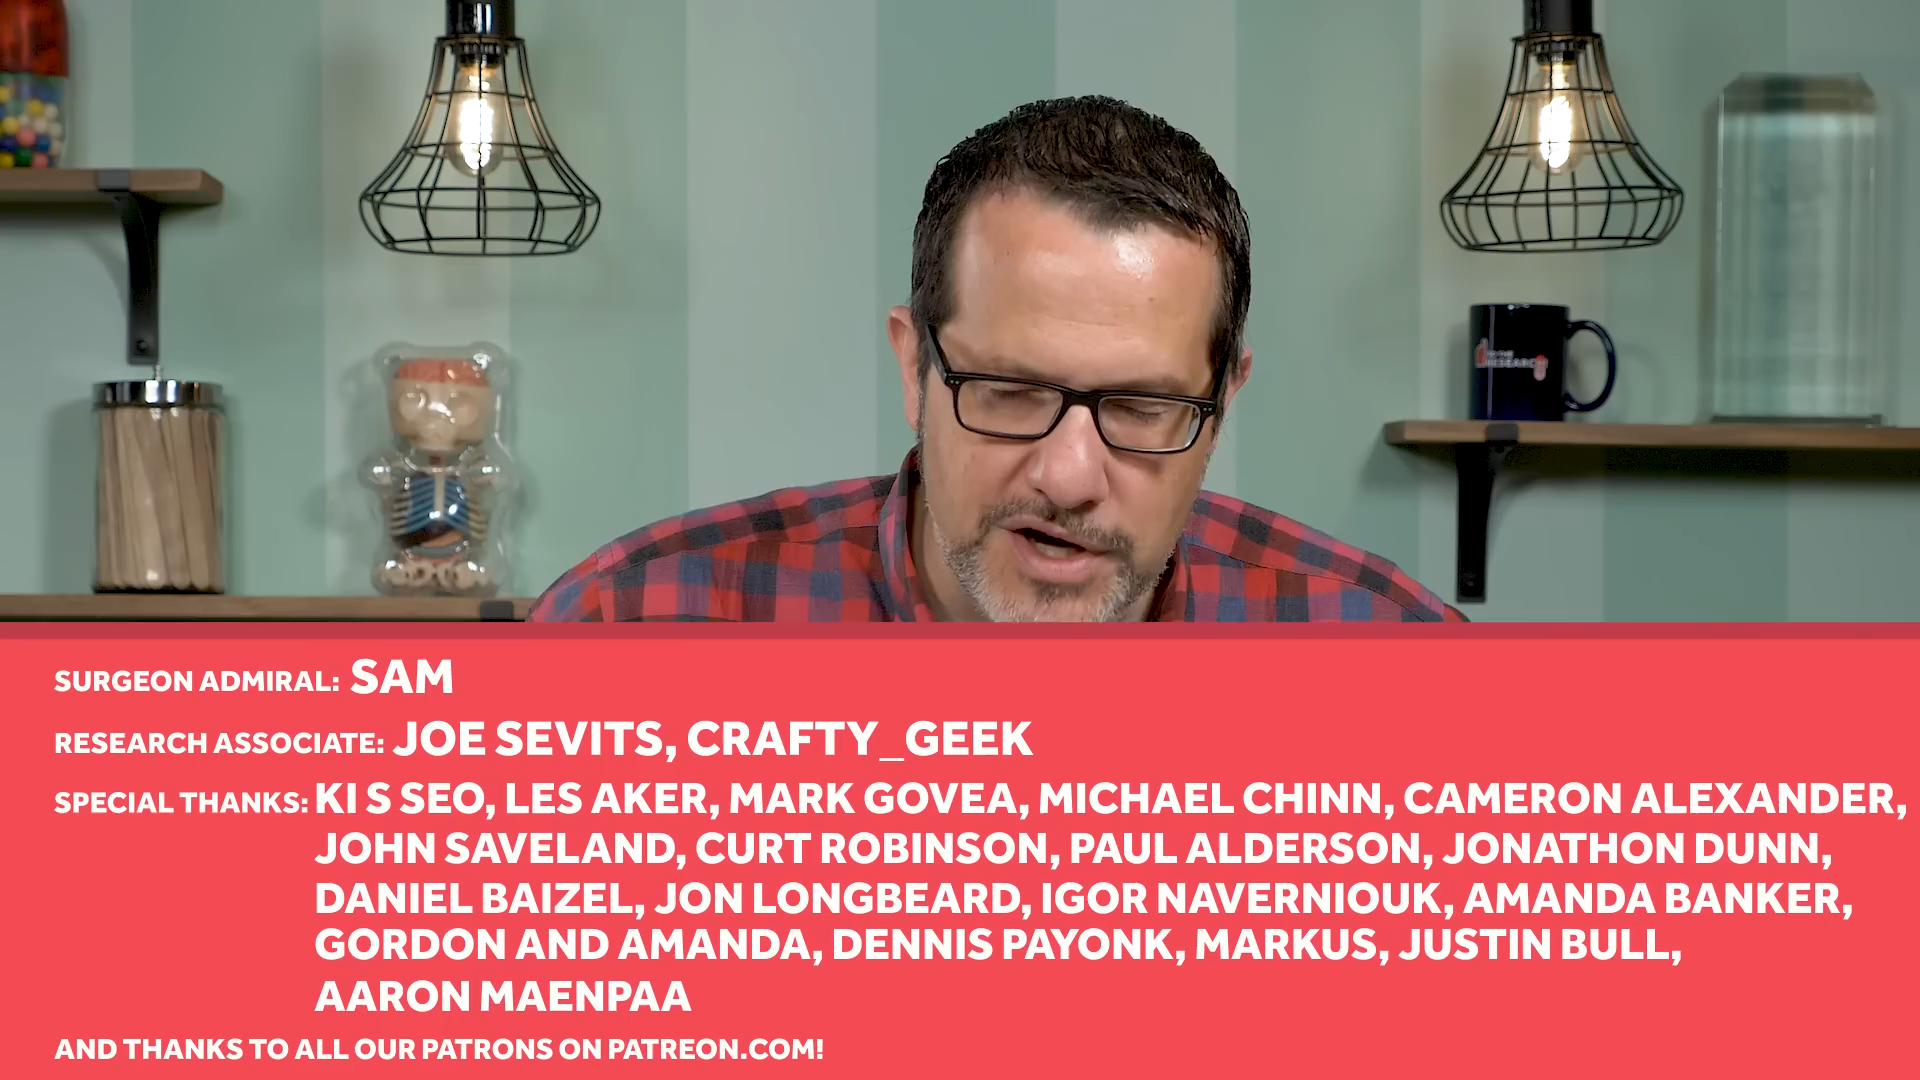 SURGEON ADMIRAL: SAM
RESEARCH ASSOCIATE: JOE SEVITS, CRAFTY_GEEK
SPECIAL THANKS: KI S SEO, LES AKER, MARK GOVEA, MICHAEL CHINN, CAMERON ALEXANDER,
JOHN SAVELAND, CURT ROBINSON, PAUL ALDERSON, JONATHON DUNN,
DANIEL BAIZEL, JON LONGBEARD, IGOR NAVERNIOUK, AMANDA BANKER,
GORDON AND AMANDA, DENNIS PAYONK, MARKUS, JUSTIN BULL,
AARON MAENPAA
AND THANKS TO ALL OUR PATRONS ON PATREON.COM!